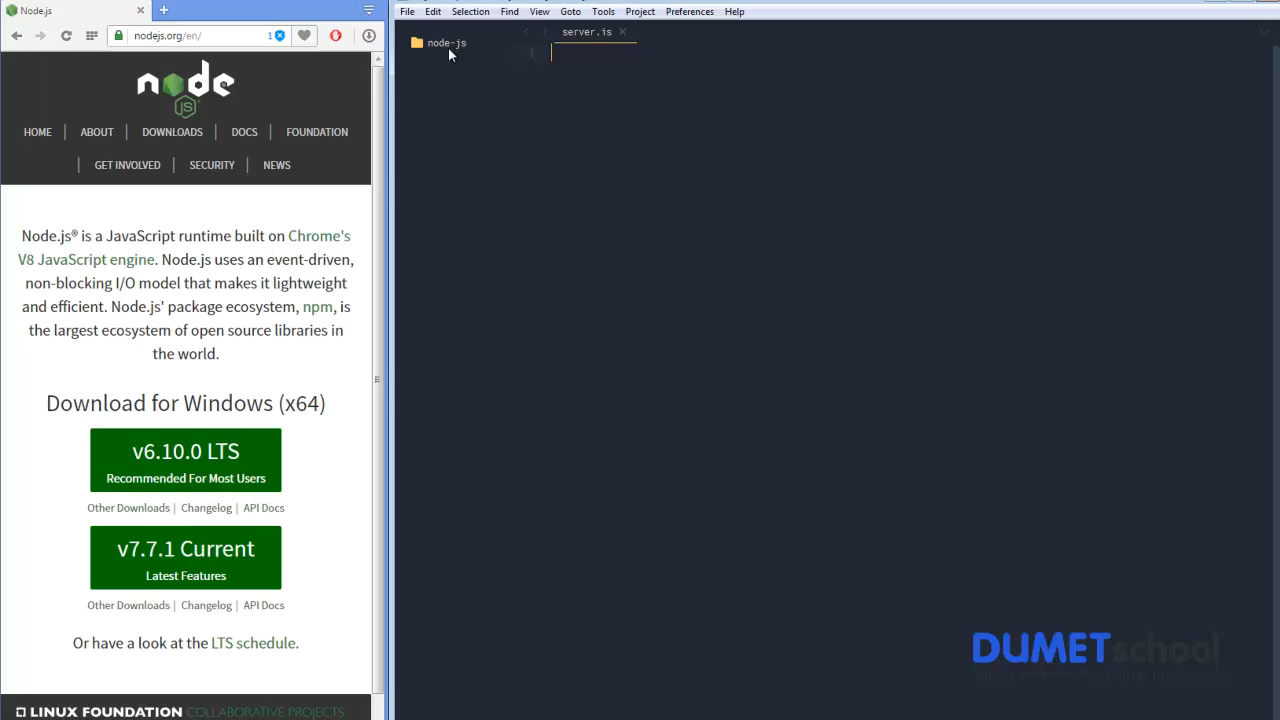 Node.js
nodejs.org/en/
1
node
JS
HOME
ABOUT
DOWNLOADS
DOCS
FOUNDATION
GET INVOLVED
SECURITY
NEWS
Node.js® is a JavaScript runtime built on Chrome's
V8 JavaScript engine. Node.js uses an event-driven,
non-blocking I/O model that makes it lightweight
and efficient. Node.js' package ecosystem, npm, is
the largest ecosystem of open source libraries in
the world.
Download for Windows (x64)
v6.10.0 LTS
Recommended For Most Users
Other Downloads | Changelog | API Docs
v7.7.1 Current
Latest Features
Other Downloads | Changelog | API Docs
Or have a look at the LTS schedule.
LINUX FOUNDATION COLLABORATIVE PROJECTS
File Edit Selection Find View Goto Tools Project Preferences Help
node-js
server.js
1
DUMETschool